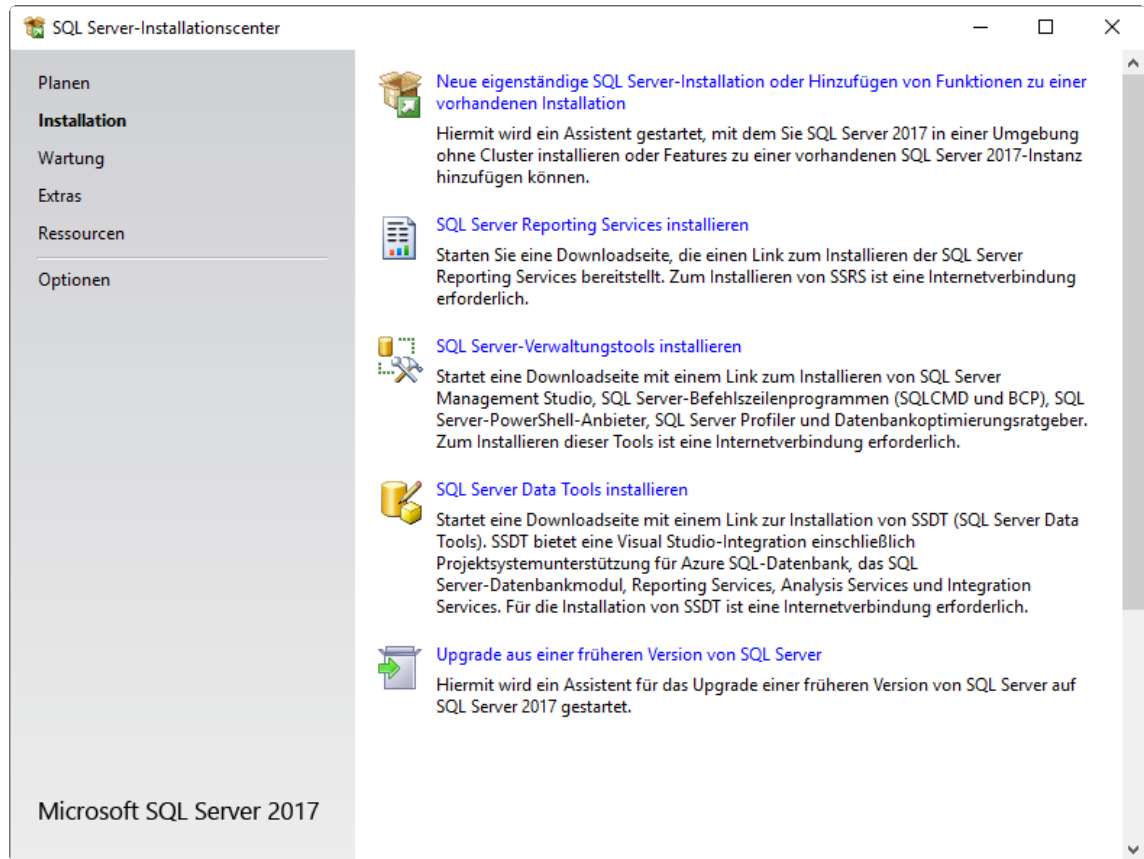 SQL Server-Installationscenter
Planen
Installation
Wartung
Extras
Ressourcen
Optionen
Neue eigenständige SQL Server-Installation oder Hinzufügen von Funktionen zu einer
vorhandenen Installation
Hiermit wird ein Assistent gestartet, mit dem Sie SQL Server 2017 in einer Umgebung
ohne Cluster installieren oder Features zu einer vorhandenen SQL Server 2017-Instanz
hinzufügen können.
SQL Server Reporting Services installieren
Starten Sie eine Downloadseite, die einen Link zum Installieren der SQL Server
Reporting Services bereitstellt. Zum Installieren von SSRS ist eine Internetverbindung
erforderlich.
SQL Server-Verwaltungstools installieren
Startet eine Downloadseite mit einem Link zum Installieren von SQL Server
Management Studio, SQL Server-Befehlszeilenprogrammen (SQLCMD und BCP), SQL
Server-PowerShell-Anbieter, SQL Server Profiler und Datenbankoptimierungsratgeber.
Zum Installieren dieser Tools ist eine Internetverbindung erforderlich.
SQL Server Data Tools installieren
Startet eine Downloadseite mit einem Link zur Installation von SSDT (SQL Server Data
Tools). SSDT bietet eine Visual Studio-Integration einschließlich
Projektsystemunterstützung für Azure SQL-Datenbank, das SQL
Server-Datenbankmodul, Reporting Services, Analysis Services und Integration
Services. Für die Installation von SSDT ist eine Internetverbindung erforderlich.
Upgrade aus einer früheren Version von SQL Server
Hiermit wird ein Assistent für das Upgrade einer früheren Version von SQL Server auf
SQL Server 2017 gestartet.
Microsoft SQL Server 2017